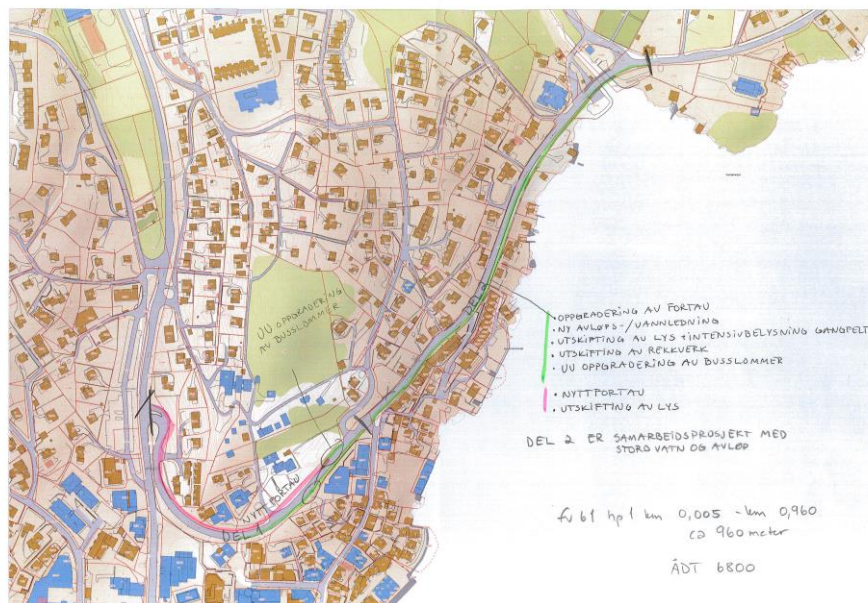 UU OPPGRADERING
AV BUSSLOMMER
DEL 2
NYTT FORTAU
DEL 1
• OPPGRADERING AV FORTAU
• NY AVLØPS-/VANNLEDNING
• UTSKIFTING AV LYS + INTENSIVBELYSNING GANGFELT
• UTSKIFTING AV REKKVERK
• UU OPPGRADERING AV BUSSLOMMER
• NYTT FORTAU
• UTSKIFTING AV LYS
DEL 2 ER SAMARBEIDSPROSJEKT MED
STORD VATN OG AVLØP
fv 61 hp 1 km 0,005 - km 0,960
ca 960 meter
ÅDT 6800